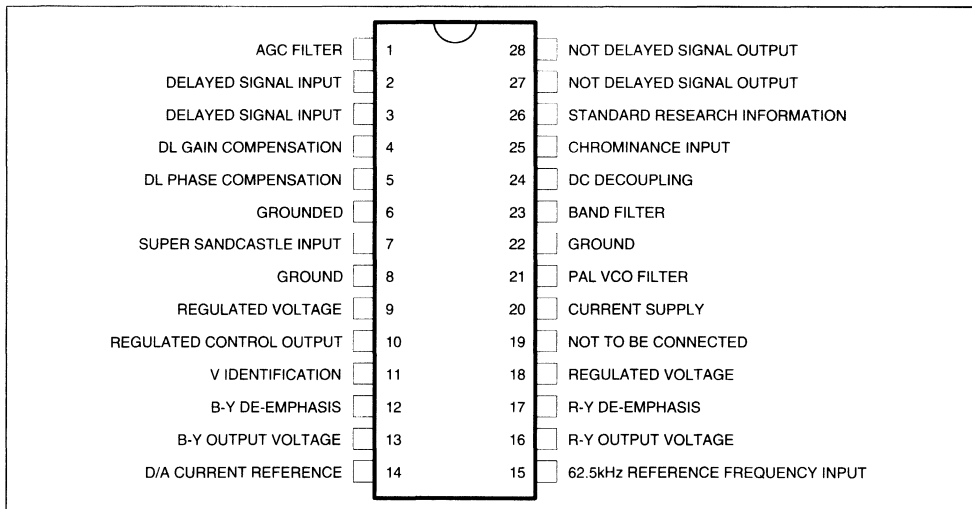 AGC FILTER 1 28 NOT DELAYED SIGNAL OUTPUT
DELAYED SIGNAL INPUT 2 27 NOT DELAYED SIGNAL OUTPUT
DELAYED SIGNAL INPUT 3 26 STANDARD RESEARCH INFORMATION
DL GAIN COMPENSATION 4 25 CHROMINANCE INPUT
DL PHASE COMPENSATION 5 24 DC DECOUPLING
GROUNDED 6 23 BAND FILTER
SUPER SANDCASTLE INPUT 7 22 GROUND
GROUND 8 21 PAL VCO FILTER
REGULATED VOLTAGE 9 20 CURRENT SUPPLY
REGULATED CONTROL OUTPUT 10 19 NOT TO BE CONNECTED
V IDENTIFICATION 11 18 REGULATED VOLTAGE
B-Y DE-EMPHASIS 12 17 R-Y DE-EMPHASIS
B-Y OUTPUT VOLTAGE 13 16 R-Y OUTPUT VOLTAGE
D/A CURRENT REFERENCE 14 15 62.5kHz REFERENCE FREQUENCY INPUT